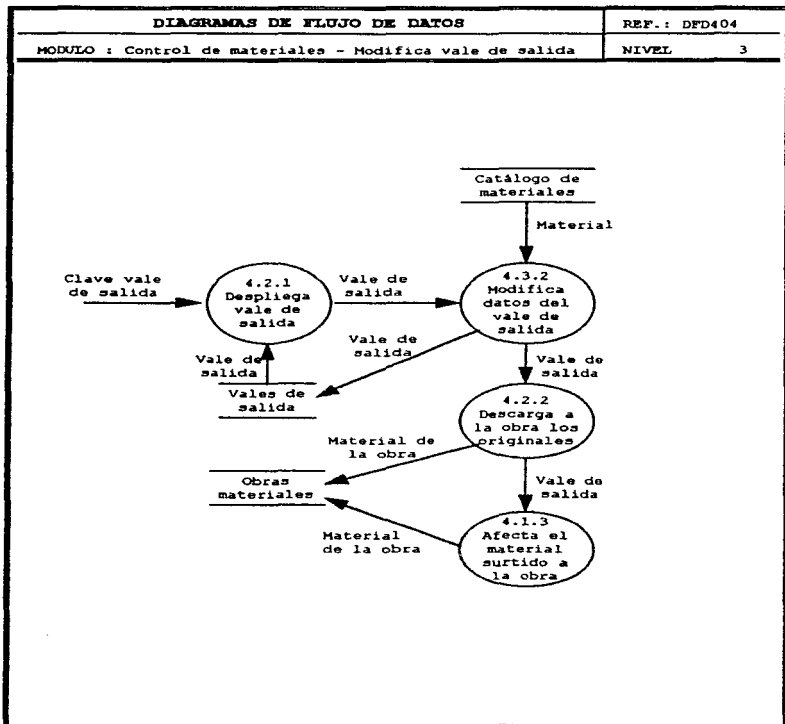 DIAGRAMAS DE FLUJO DE DATOS
REF.: DFD404
MODULO : Control de materiales - Modifica vale de salida
NIVEL 3
Catálogo de
materiales
Material
Clave vale
de salida
4.2.1
Despliega
vale de
salida
Vale de
salida
4.3.2
Modifica
datos del
vale de
salida
Vale de
salida
Vale de
salida
Vales de
salida
Vale de
salida
4.2.2
Descarga a
la obra los
originales
Material de
la obra
Obras
materiales
Vale de
salida
Material
de la obra
4.1.3
Afecta el
material
surtido a
la obra